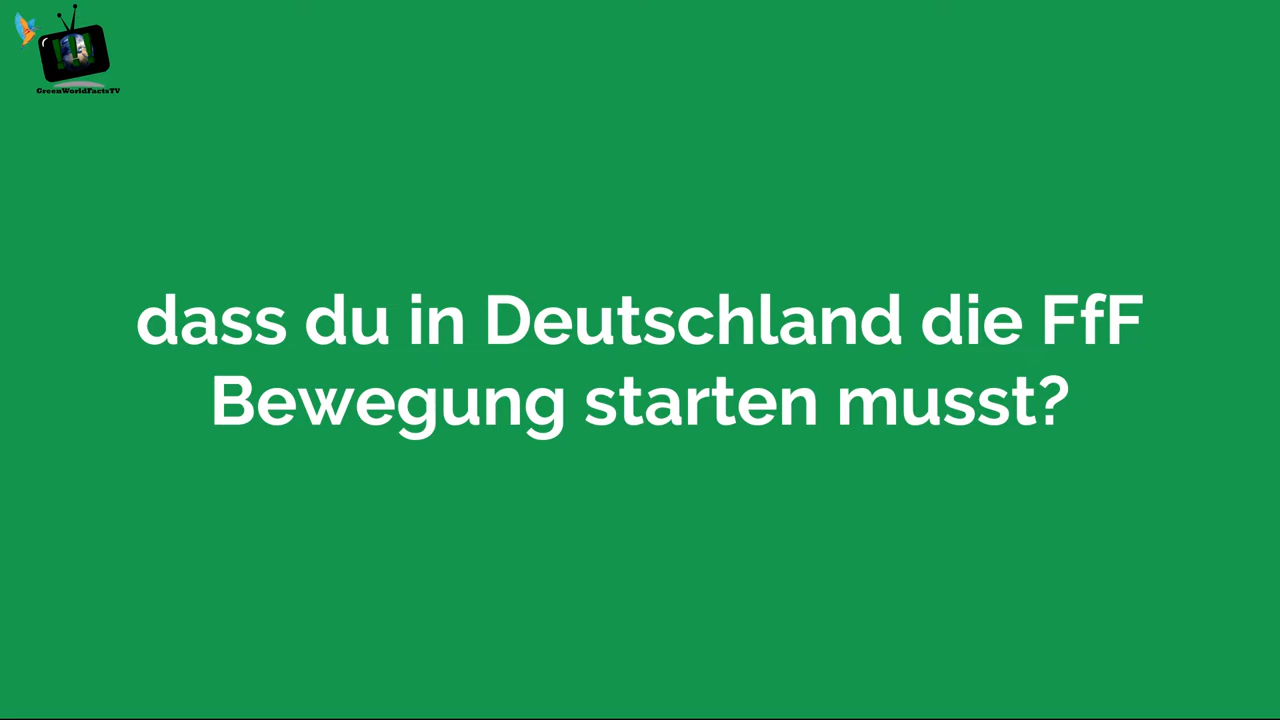 GreenWorldFactsTV
dass du in Deutschland die FfF
Bewegung starten musst?